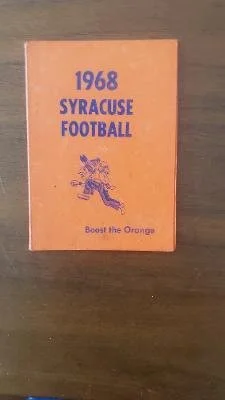 1968
SYRACUSE
FOOTBALL
Boost the Orange